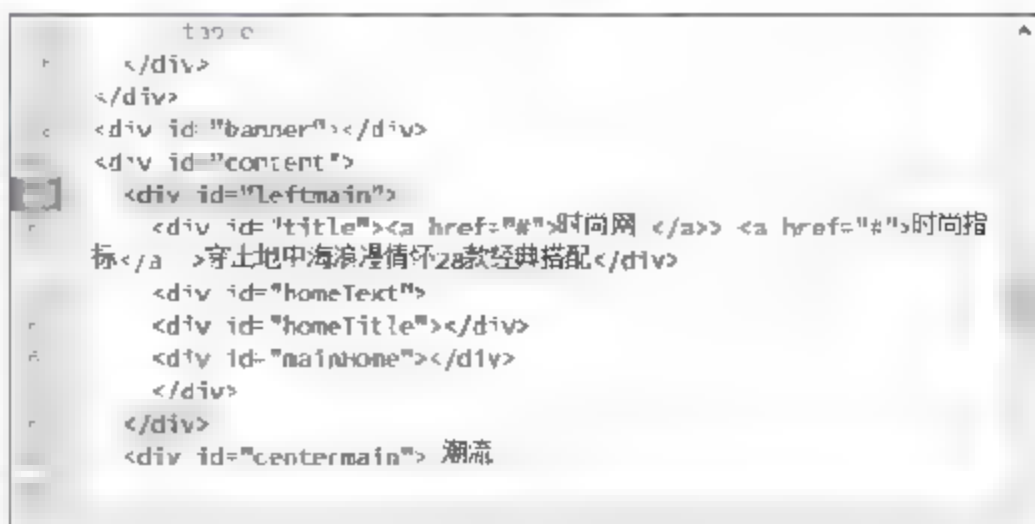 </div>
</div>
<div id="banner"></div>
<div id="content">
<div id="leftmain">
<div id="title"><a href="#">时尚网 </a>> <a href="#">时尚指
标</a >穿上地中海浪漫情怀28款经典搭配</div>
<div id="homeText">
<div id="homeTitle"></div>
<div id="mainHome"></div>
</div>
</div>
<div id="centermain"> 潮流